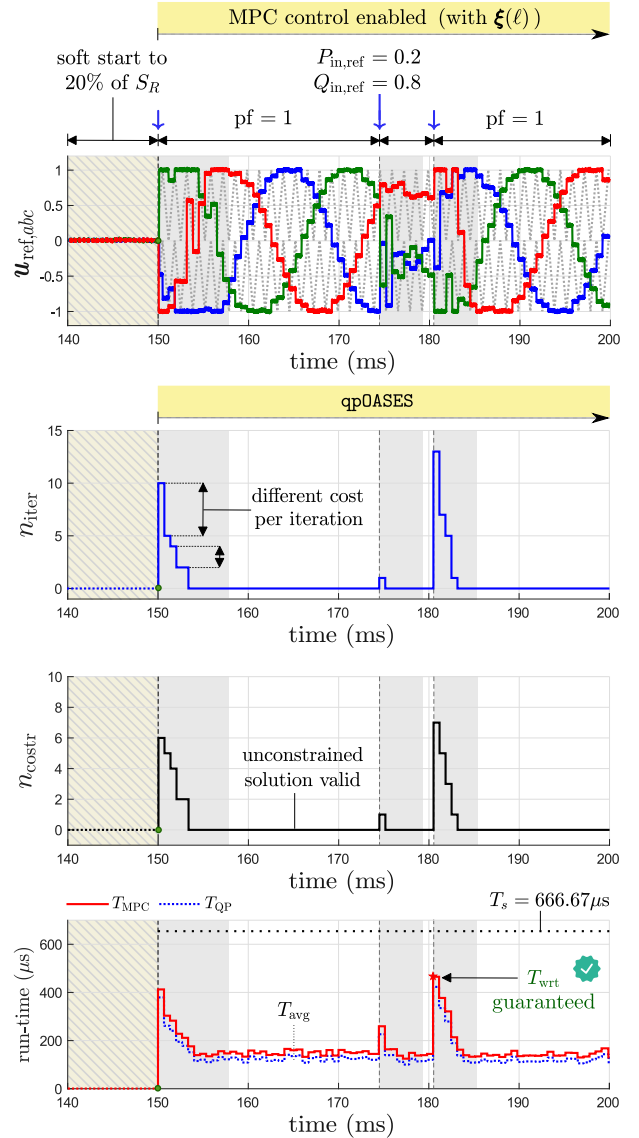 MPC control enabled (with ξ(ℓ) )
soft start to
20% of S_R
P_in,ref = 0.2
Q_in,ref = 0.8
pf = 1
pf = 1
u_ref,abc
1
0.5
0
-0.5
-1
140 150 160 170 180 190 200
time (ms)
qpOASES
n_iter
15
10
5
0
different cost
per iteration
140 150 160 170 180 190 200
time (ms)
n_costr
10
8
6
4
2
0
unconstrained
solution valid
140 150 160 170 180 190 200
time (ms)
T_MPC T_QP
T_s = 666.67μs
run-time (μs)
600
400
200
0
T_avg
T_wrt
guaranteed
140 150 160 170 180 190 200
time (ms)